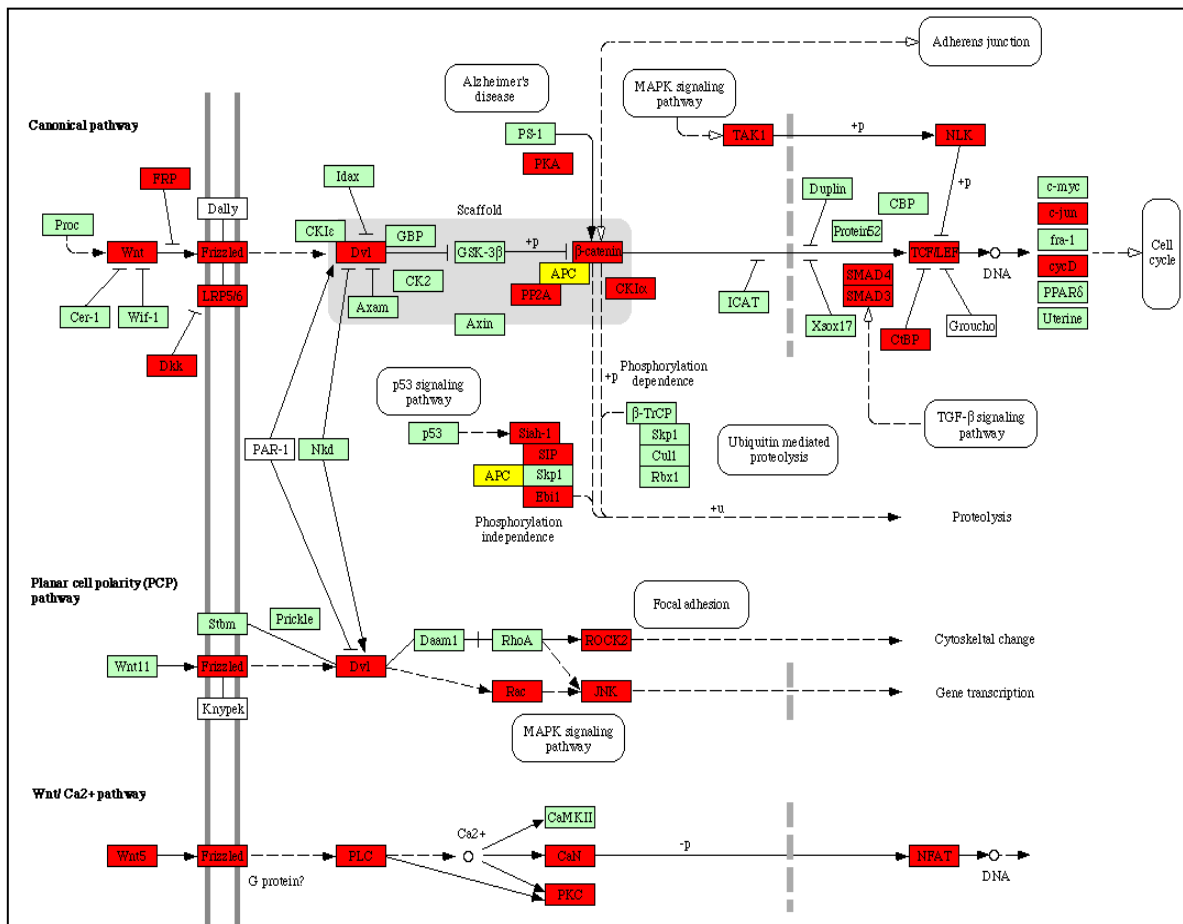 Adherens junction
Alzheimer's
disease
MAPK signaling
pathway
Canonical pathway
PS-1
TAK1
+p
NLK
PKA
FRP
Idax
Duplin
CBP
+p
c-myc
Dally
Scaffold
c-jun
Proc
CKIε
GBP
Protein52
Wnt
Frizzled
Dvl
GSK-3β
+p
β-catenin
TCF/LEF
DNA
fra-1
Cell
cycle
APC
CK2
SMAD4
cycD
LRP5/6
PP2A
CKIα
SMAD3
PPARδ
Cer-1
Wif-1
Axam
ICAT
Axin
Xsox17
Groucho
Uterine
CtBP
Dkk
p53 signaling
pathway
+p
Phosphorylation
dependence
β-TrCP
TGF-β signaling
pathway
p53
Siah-1
Skp1
Ubiquitin mediated
proteolysis
PAR-1
Nkd
SIP
Cul1
APC
Skp1
Rbx1
Ebi1
+u
Proteolysis
Phosphorylation
independence
Planar cell polarity (PCP)
pathway
Focal adhesion
Stbm
Prickle
Daam1
RhoA
ROCK2
Cytoskeltal change
Wnt11
Frizzled
Dvl
Rac
JNK
Gene transcription
Knypek
MAPK signaling
pathway
Wnt/ Ca2+ pathway
CaMKII
Ca2+
Wnt5
Frizzled
PLC
CaN
-p
NFAT
DNA
G protein?
PKC